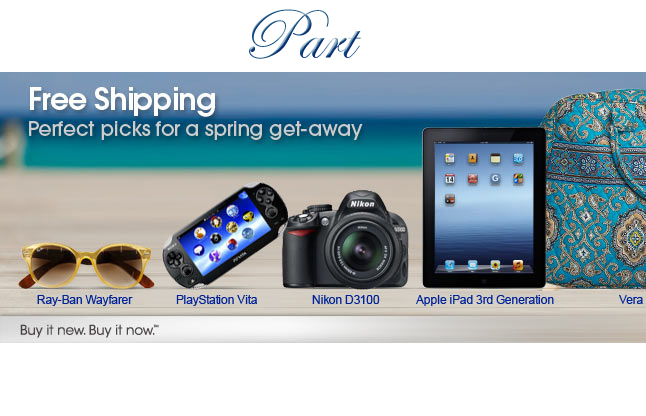 Part
Free Shipping
Perfect picks for a spring get-away
Nikon
Ray-Ban Wayfarer
PlayStation Vita
Nikon D3100
Apple iPad 3rd Generation
Vera
Buy it new. Buy it now.™